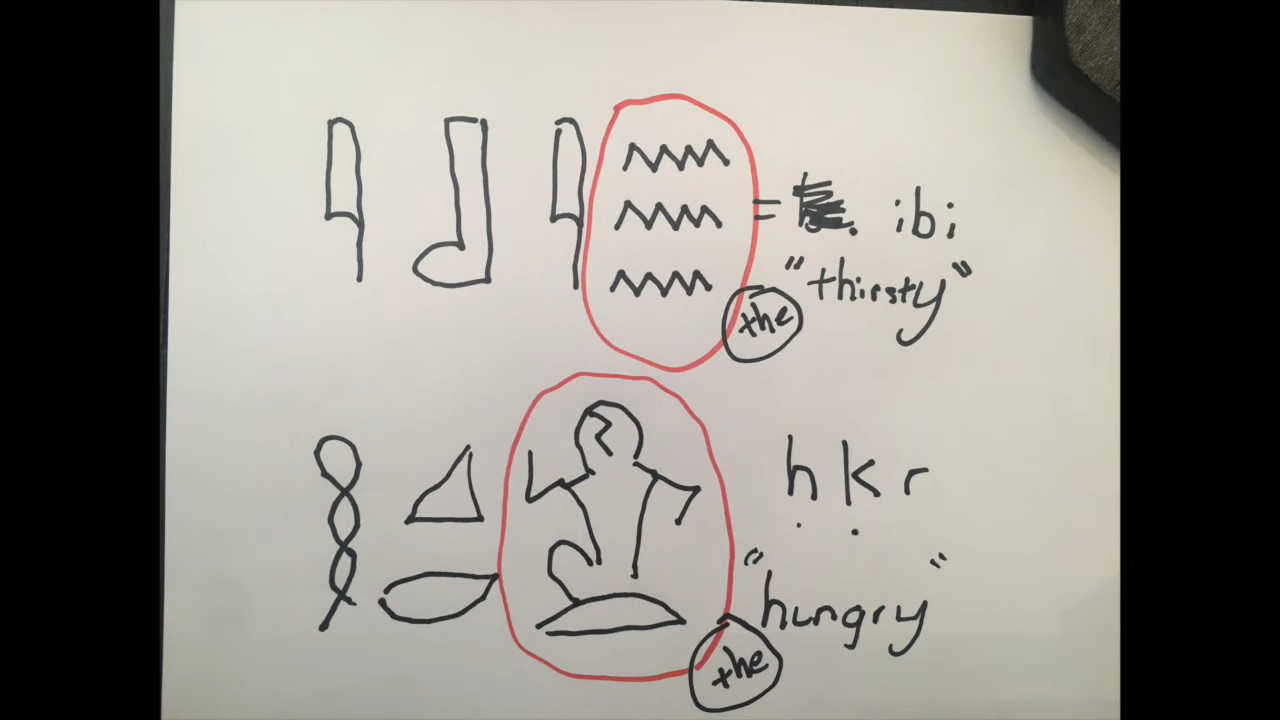 𓇋𓃀𓇋𓈗 = ibi
the "thirsty"
𓎛𓈎𓂋𓀁 ḥḳr
the "hungry"